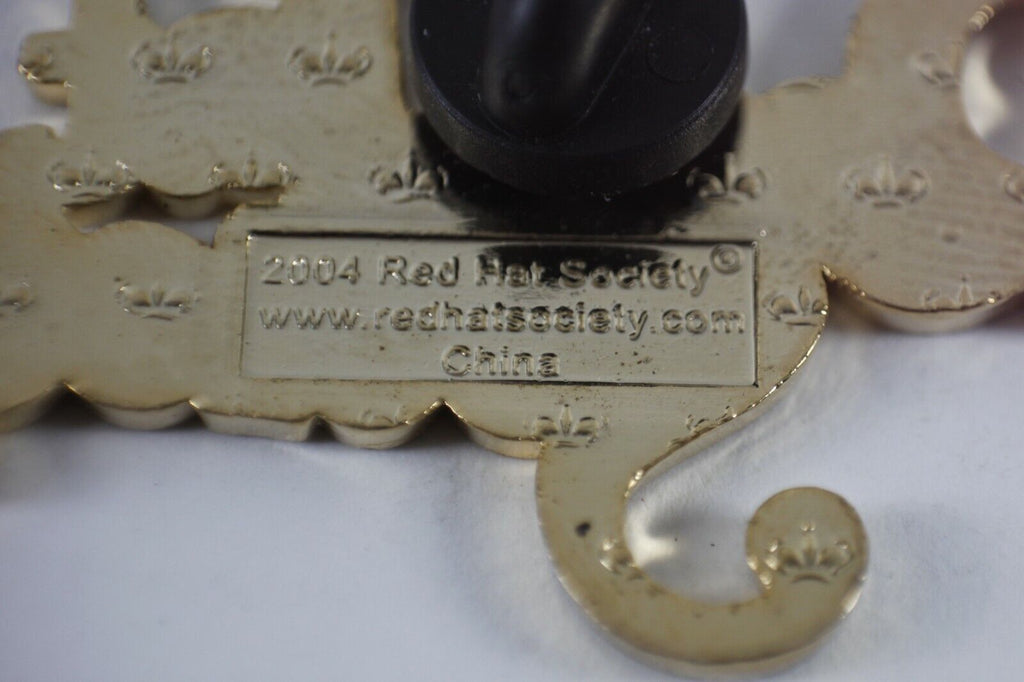 2004 Red Hat Society©
www.redhatsociety.com
China